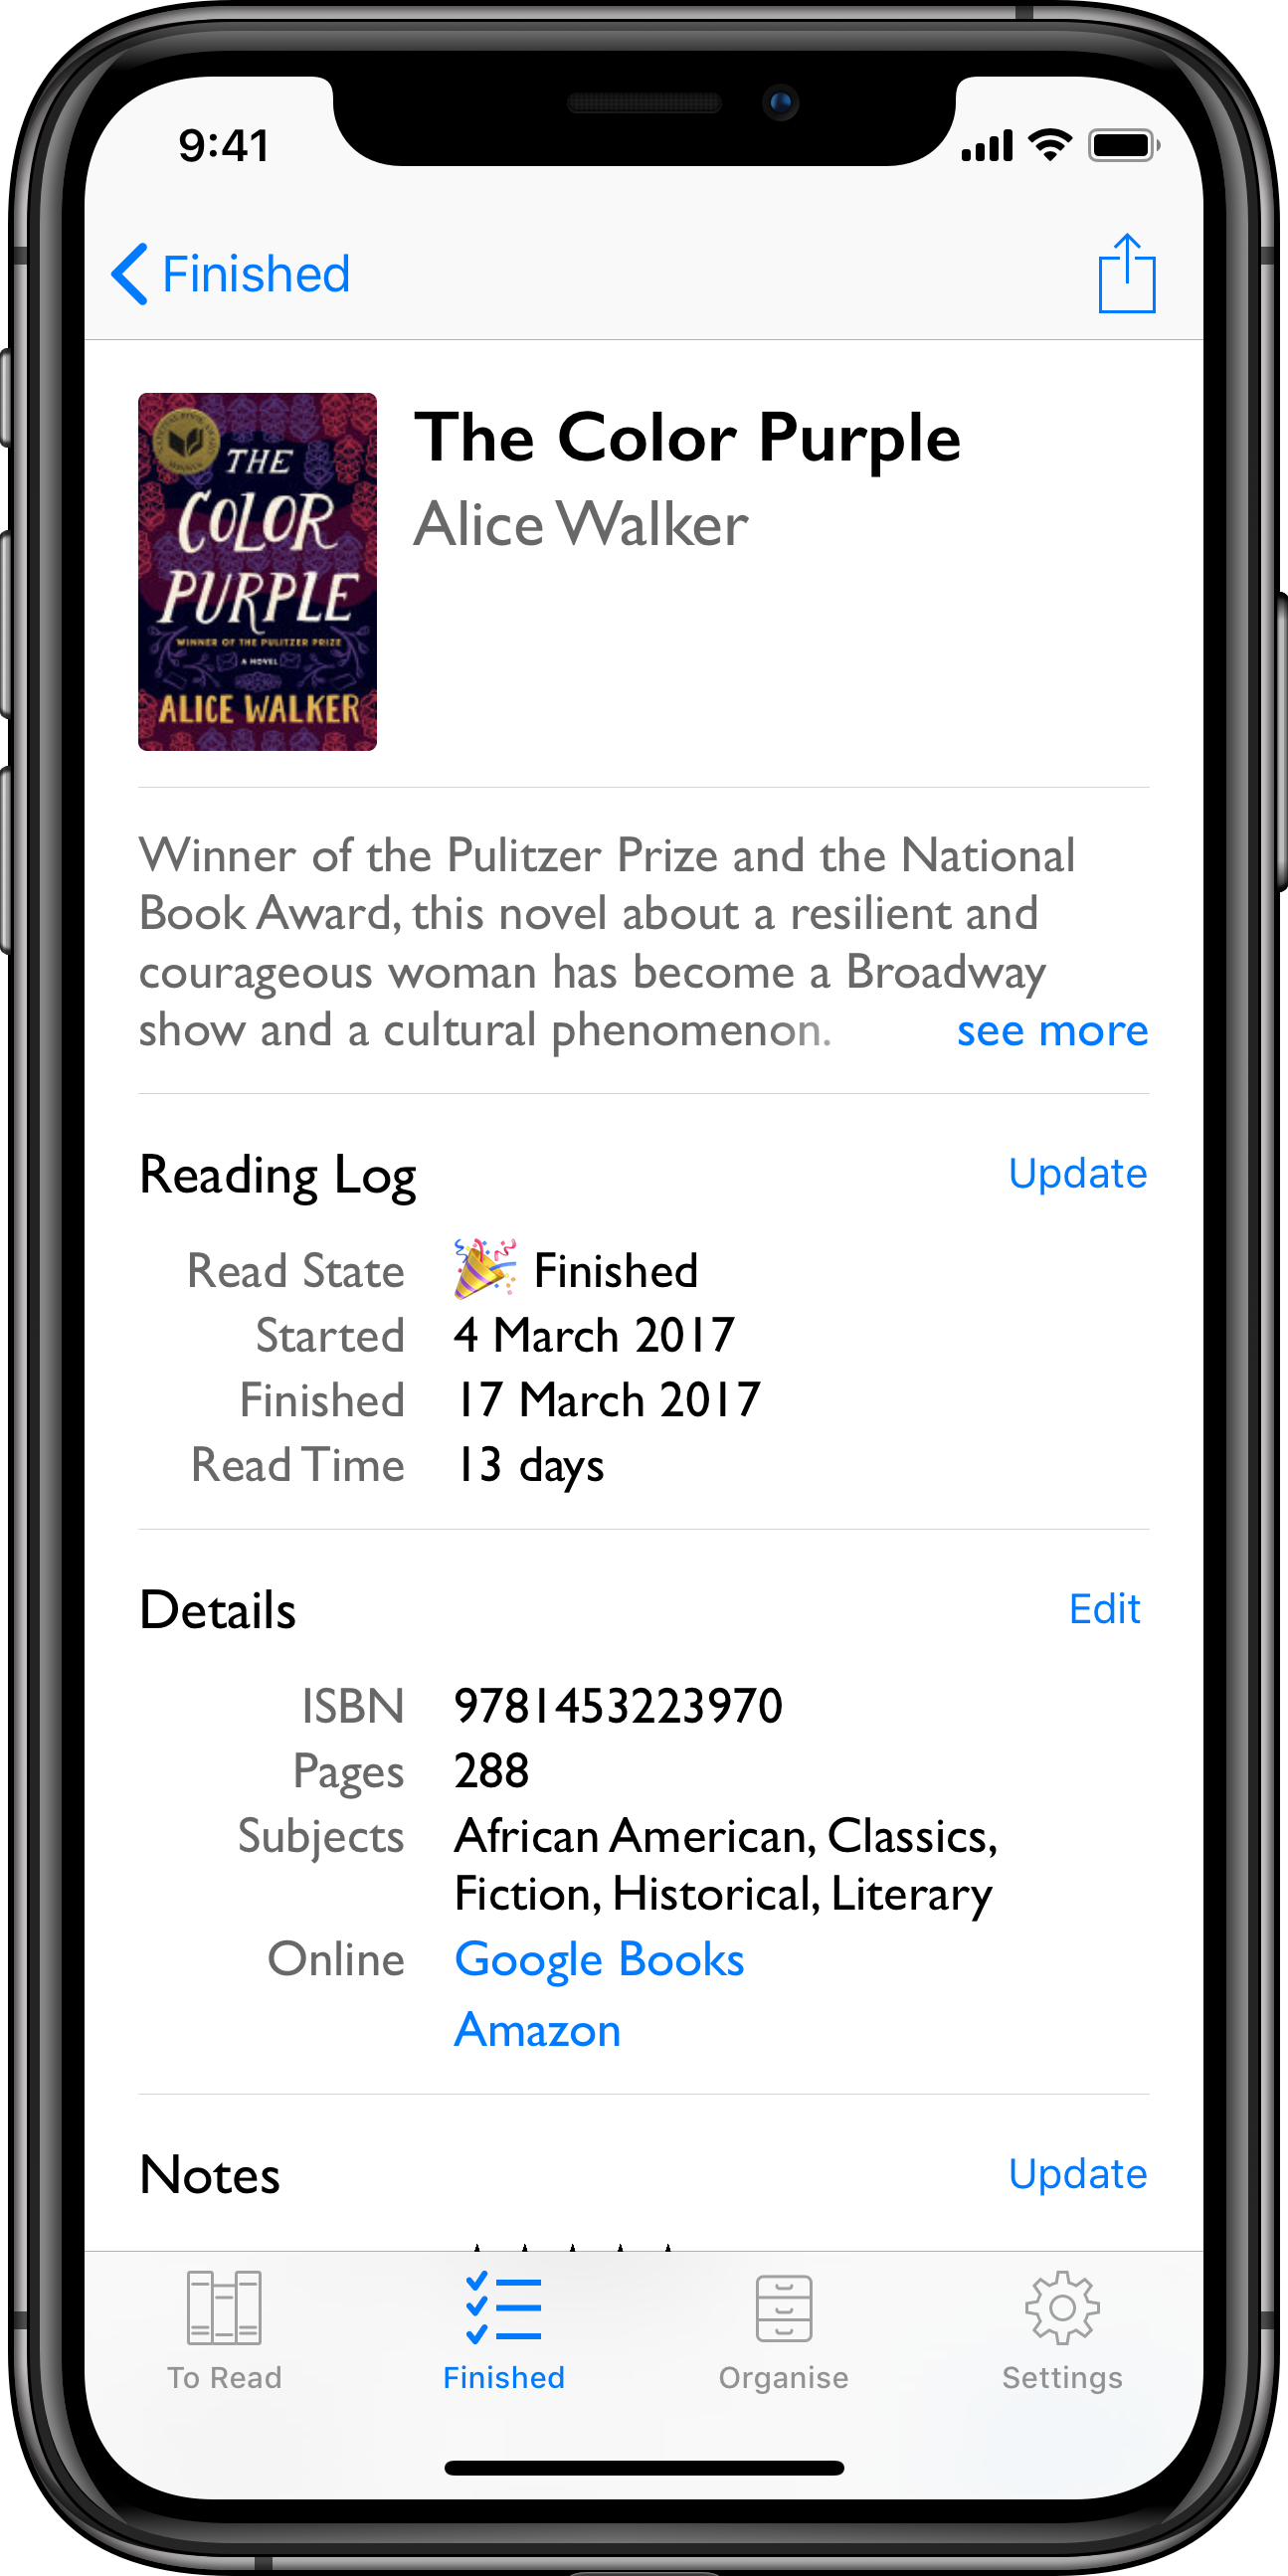 9:41
Finished
THE
COLOR
PURPLE
WINNER OF THE PULITZER PRIZE
A NOVEL
ALICE WALKER
The Color Purple
Alice Walker
Winner of the Pulitzer Prize and the National
Book Award, this novel about a resilient and
courageous woman has become a Broadway
show and a cultural phenomenon. see more
Reading Log Update
Read State 🎉 Finished
Started 4 March 2017
Finished 17 March 2017
Read Time 13 days
Details Edit
ISBN 9781453223970
Pages 288
Subjects African American, Classics,
Fiction, Historical, Literary
Online Google Books
Amazon
Notes Update
To Read Finished Organise Settings